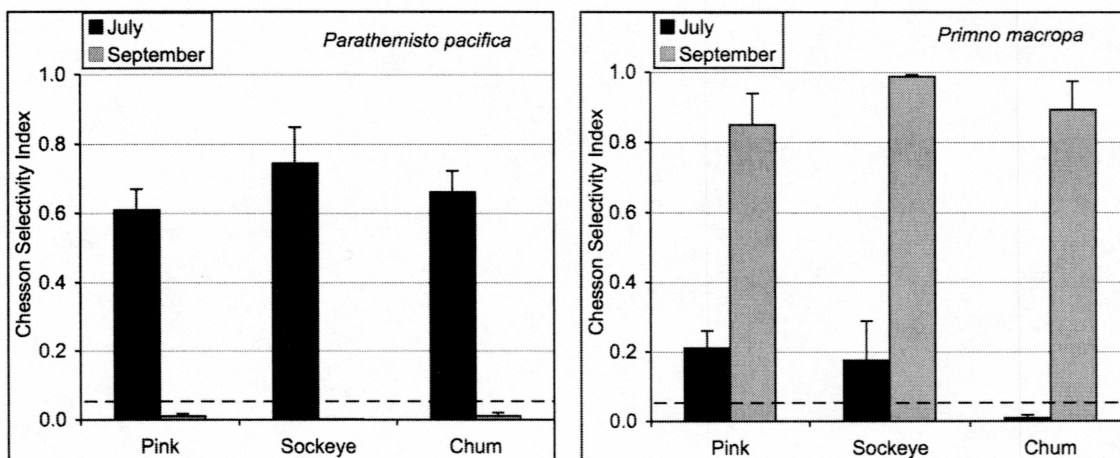 July
September
Parathemisto pacifica
Chesson Selectivity Index
1.0
0.8
0.6
0.4
0.2
0.0
Pink Sockeye Chum
July
September
Primno macropa
Chesson Selectivity Index
1.0
0.8
0.6
0.4
0.2
0.0
Pink Sockeye Chum